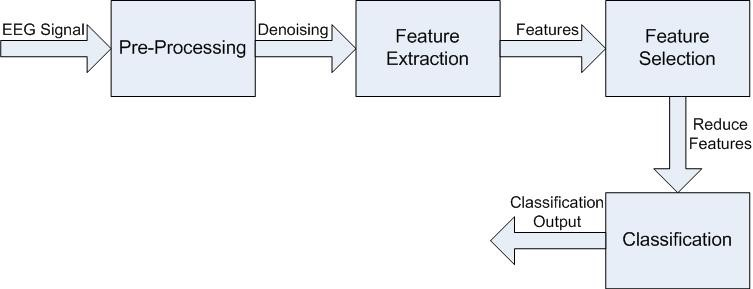 EEG Signal
Pre-Processing
Denoising
Feature
Extraction
Features
Feature
Selection
Reduce
Features
Classification
Output
Classification